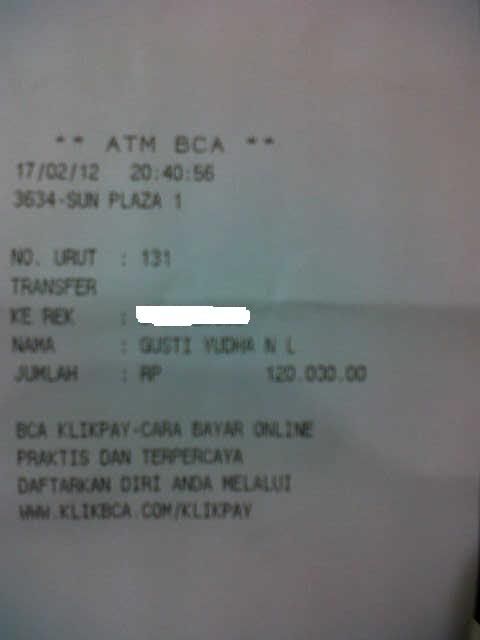 ** ATM BCA **
17/02/12 20:40:56
3634-SUN PLAZA 1
NO. URUT : 131
TRANSFER
KE REK :
NAMA : GUSTI YUDHA N L
JUMLAH : RP 120.000.00
BCA KLIKPAY-CARA BAYAR ONLINE
PRAKTIS DAN TERPERCAYA
DAFTARKAN DIRI ANDA MELALUI
WWW.KLIKBCA.COM/KLIKPAY